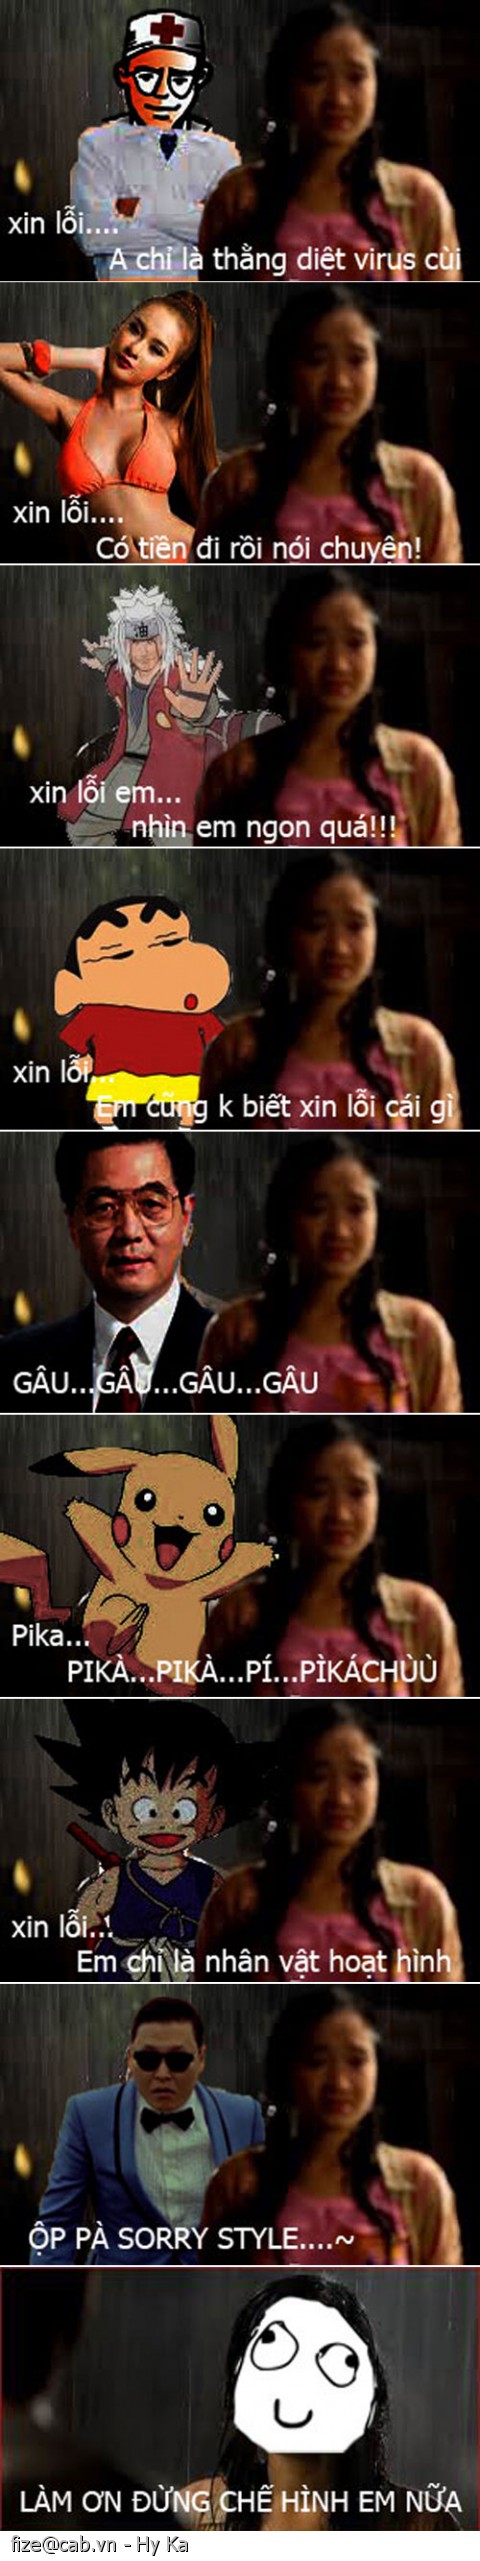 xin lỗi....
A chỉ là thằng diệt virus cùi
xin lỗi....
Có tiền đi rồi nói chuyện!
油
xin lỗi em...
nhìn em ngon quá!!!
xin lỗi...
Em cũng k biết xin lỗi cái gì
GÂU...GÂU...GÂU...GÂU
Pika...
PIKÀ...PIKÀ...PÍ...PÌKÁCHÙÙ
xin lỗi...
Em chỉ là nhân vật hoạt hình
ỘP PÀ SORRY STYLE....~
LÀM ƠN ĐỪNG CHẾ HÌNH EM NỮA
fize@cab.vn - Hy Ka